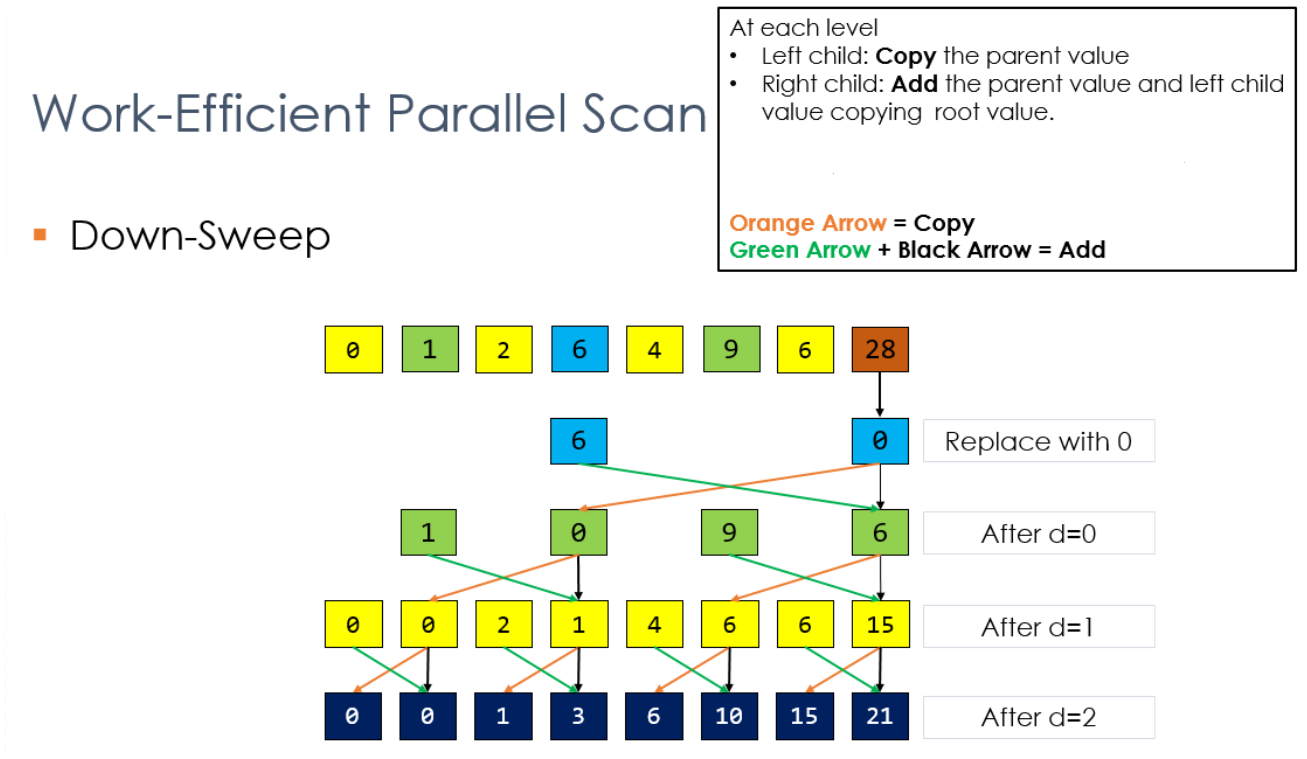 At each level
• Left child: Copy the parent value
• Right child: Add the parent value and left child
value copying root value.
Orange Arrow = Copy
Green Arrow + Black Arrow = Add
Work-Efficient Parallel Scan
▪ Down-Sweep
0 1 2 6 4 9 6 28
6 0 Replace with 0
1 0 9 6 After d=0
0 0 2 1 4 6 6 15 After d=1
0 0 1 3 6 10 15 21 After d=2